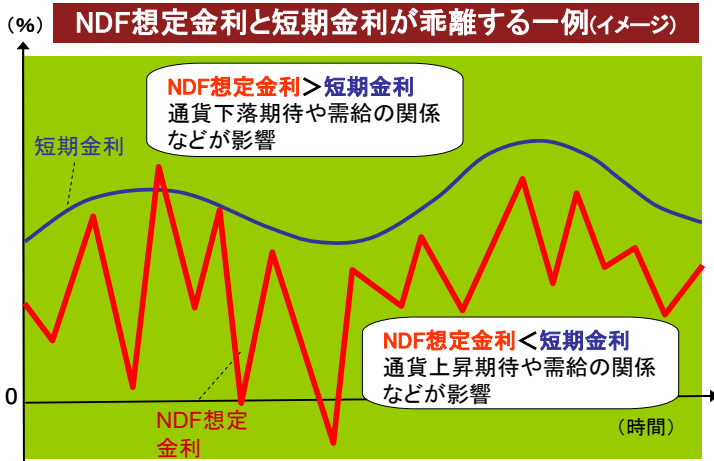 (%)
NDF想定金利と短期金利が乖離する一例(イメージ)
NDF想定金利>短期金利
通貨下落期待や需給の関係
などが影響
短期金利
NDF想定金利<短期金利
通貨上昇期待や需給の関係
などが影響
0
NDF想定
金利
(時間)